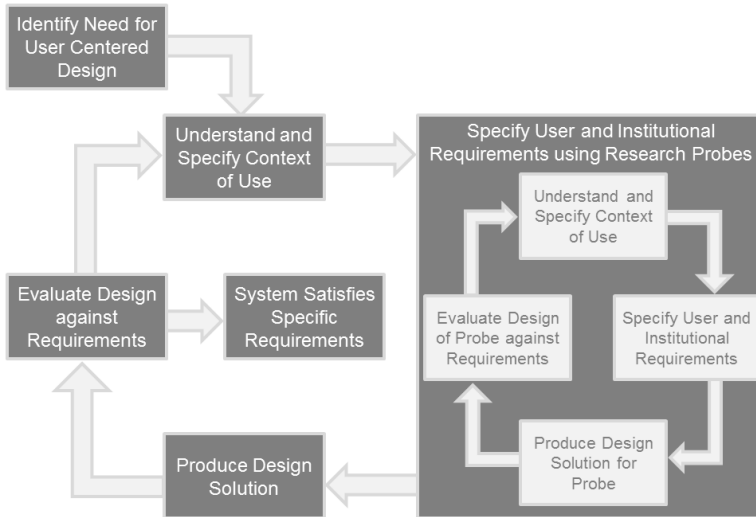 Identify Need for
User Centered
Design
Understand and
Specify Context
of Use
Specify User and Institutional
Requirements using Research Probes
Understand and
Specify Context
of Use
Evaluate Design
against
Requirements
System Satisfies
Specific
Requirements
Evaluate Design
of Probe against
Requirements
Specify User and
Institutional
Requirements
Produce Design
Solution
Produce Design
Solution for
Probe